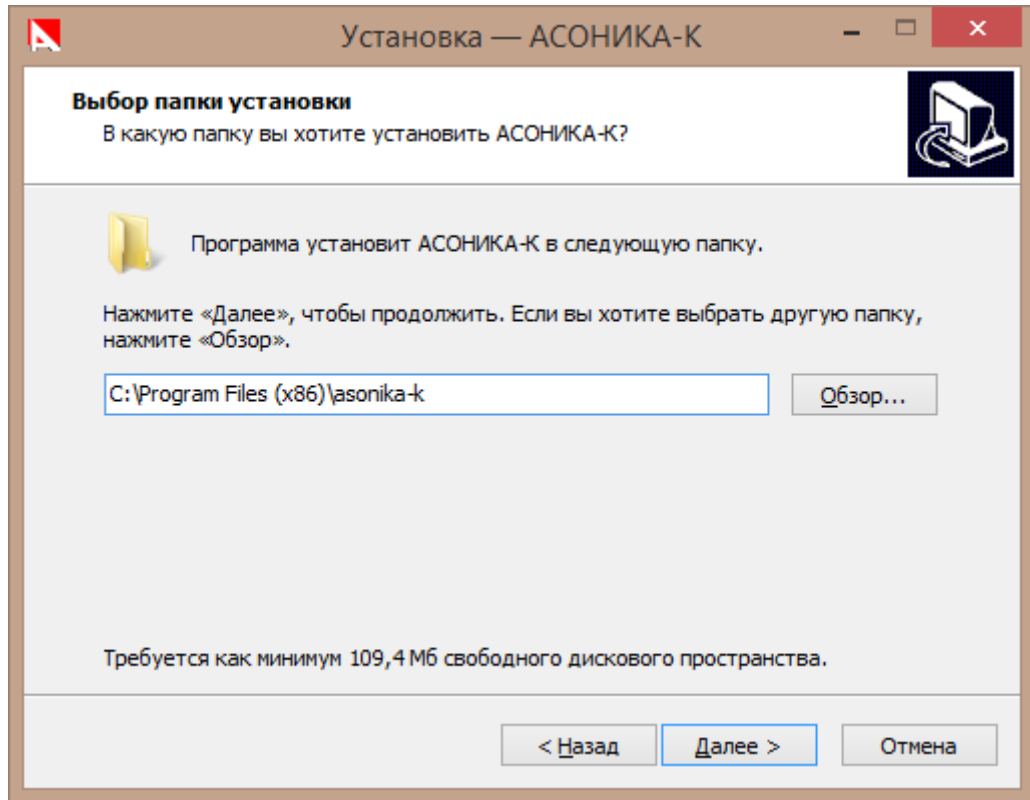 Установка — АСОНИКА-К
Выбор папки установки
В какую папку вы хотите установить АСОНИКА-К?
Программа установит АСОНИКА-К в следующую папку.
Нажмите «Далее», чтобы продолжить. Если вы хотите выбрать другую папку,
нажмите «Обзор».
C:\Program Files (x86)\asonika-k
Обзор...
Требуется как минимум 109,4 Мб свободного дискового пространства.
< Назад
Далее >
Отмена